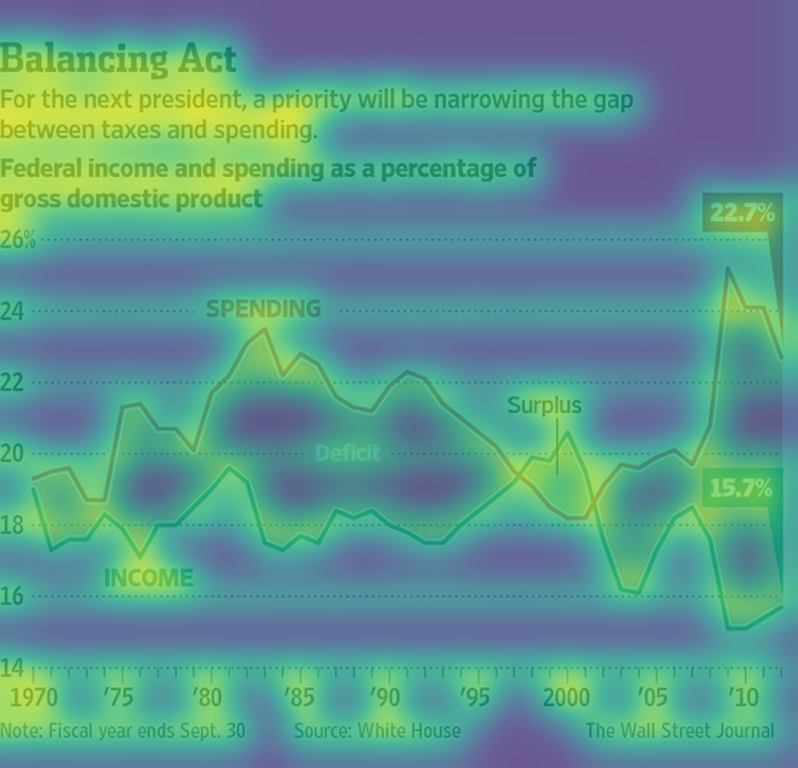 Balancing Act
For the next president, a priority will be narrowing the gap
between taxes and spending.
Federal income and spending as a percentage of
gross domestic product
22.7%
26%
24
SPENDING
22
Surplus
20
Deficit
15.7%
18
INCOME
16
14
1970 '75 '80 '85 '90 '95 2000 '05 '10
Note: Fiscal year ends Sept. 30 Source: White House The Wall Street Journal